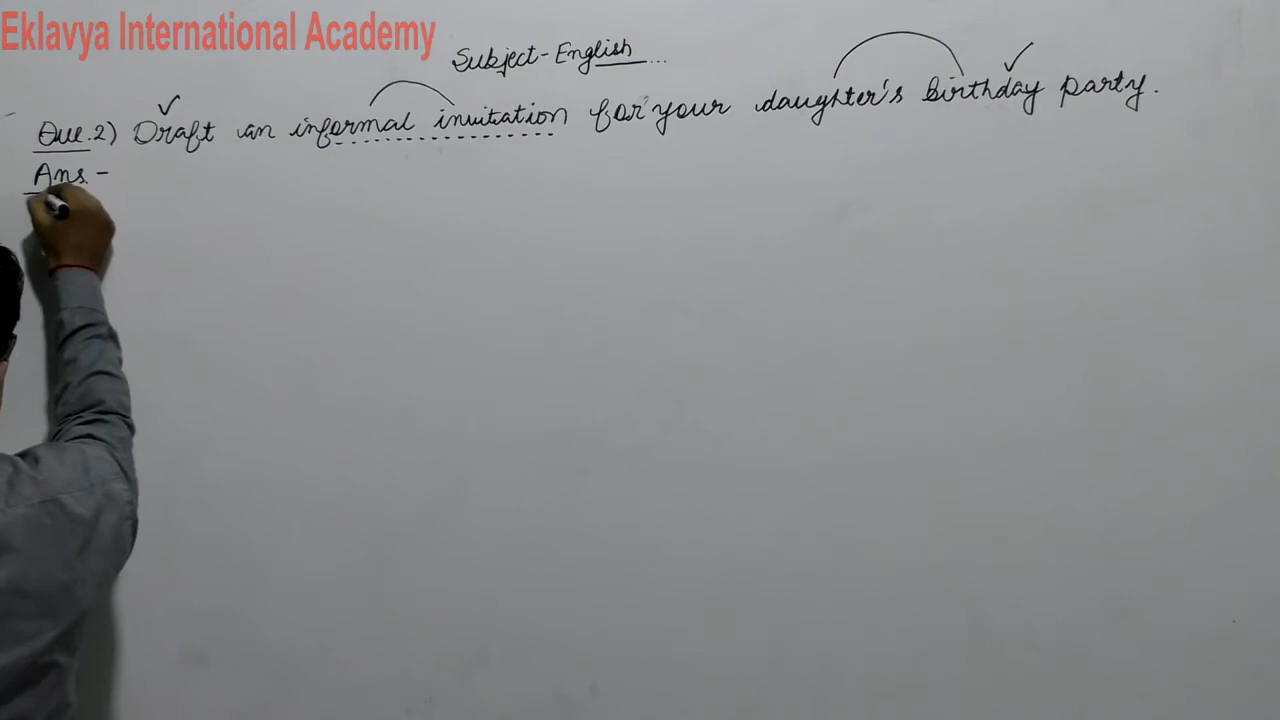 Eklavya International Academy
Subject-English...
Que.2) Draft an informal invitation for your daughter's birthday party.
Ans.-